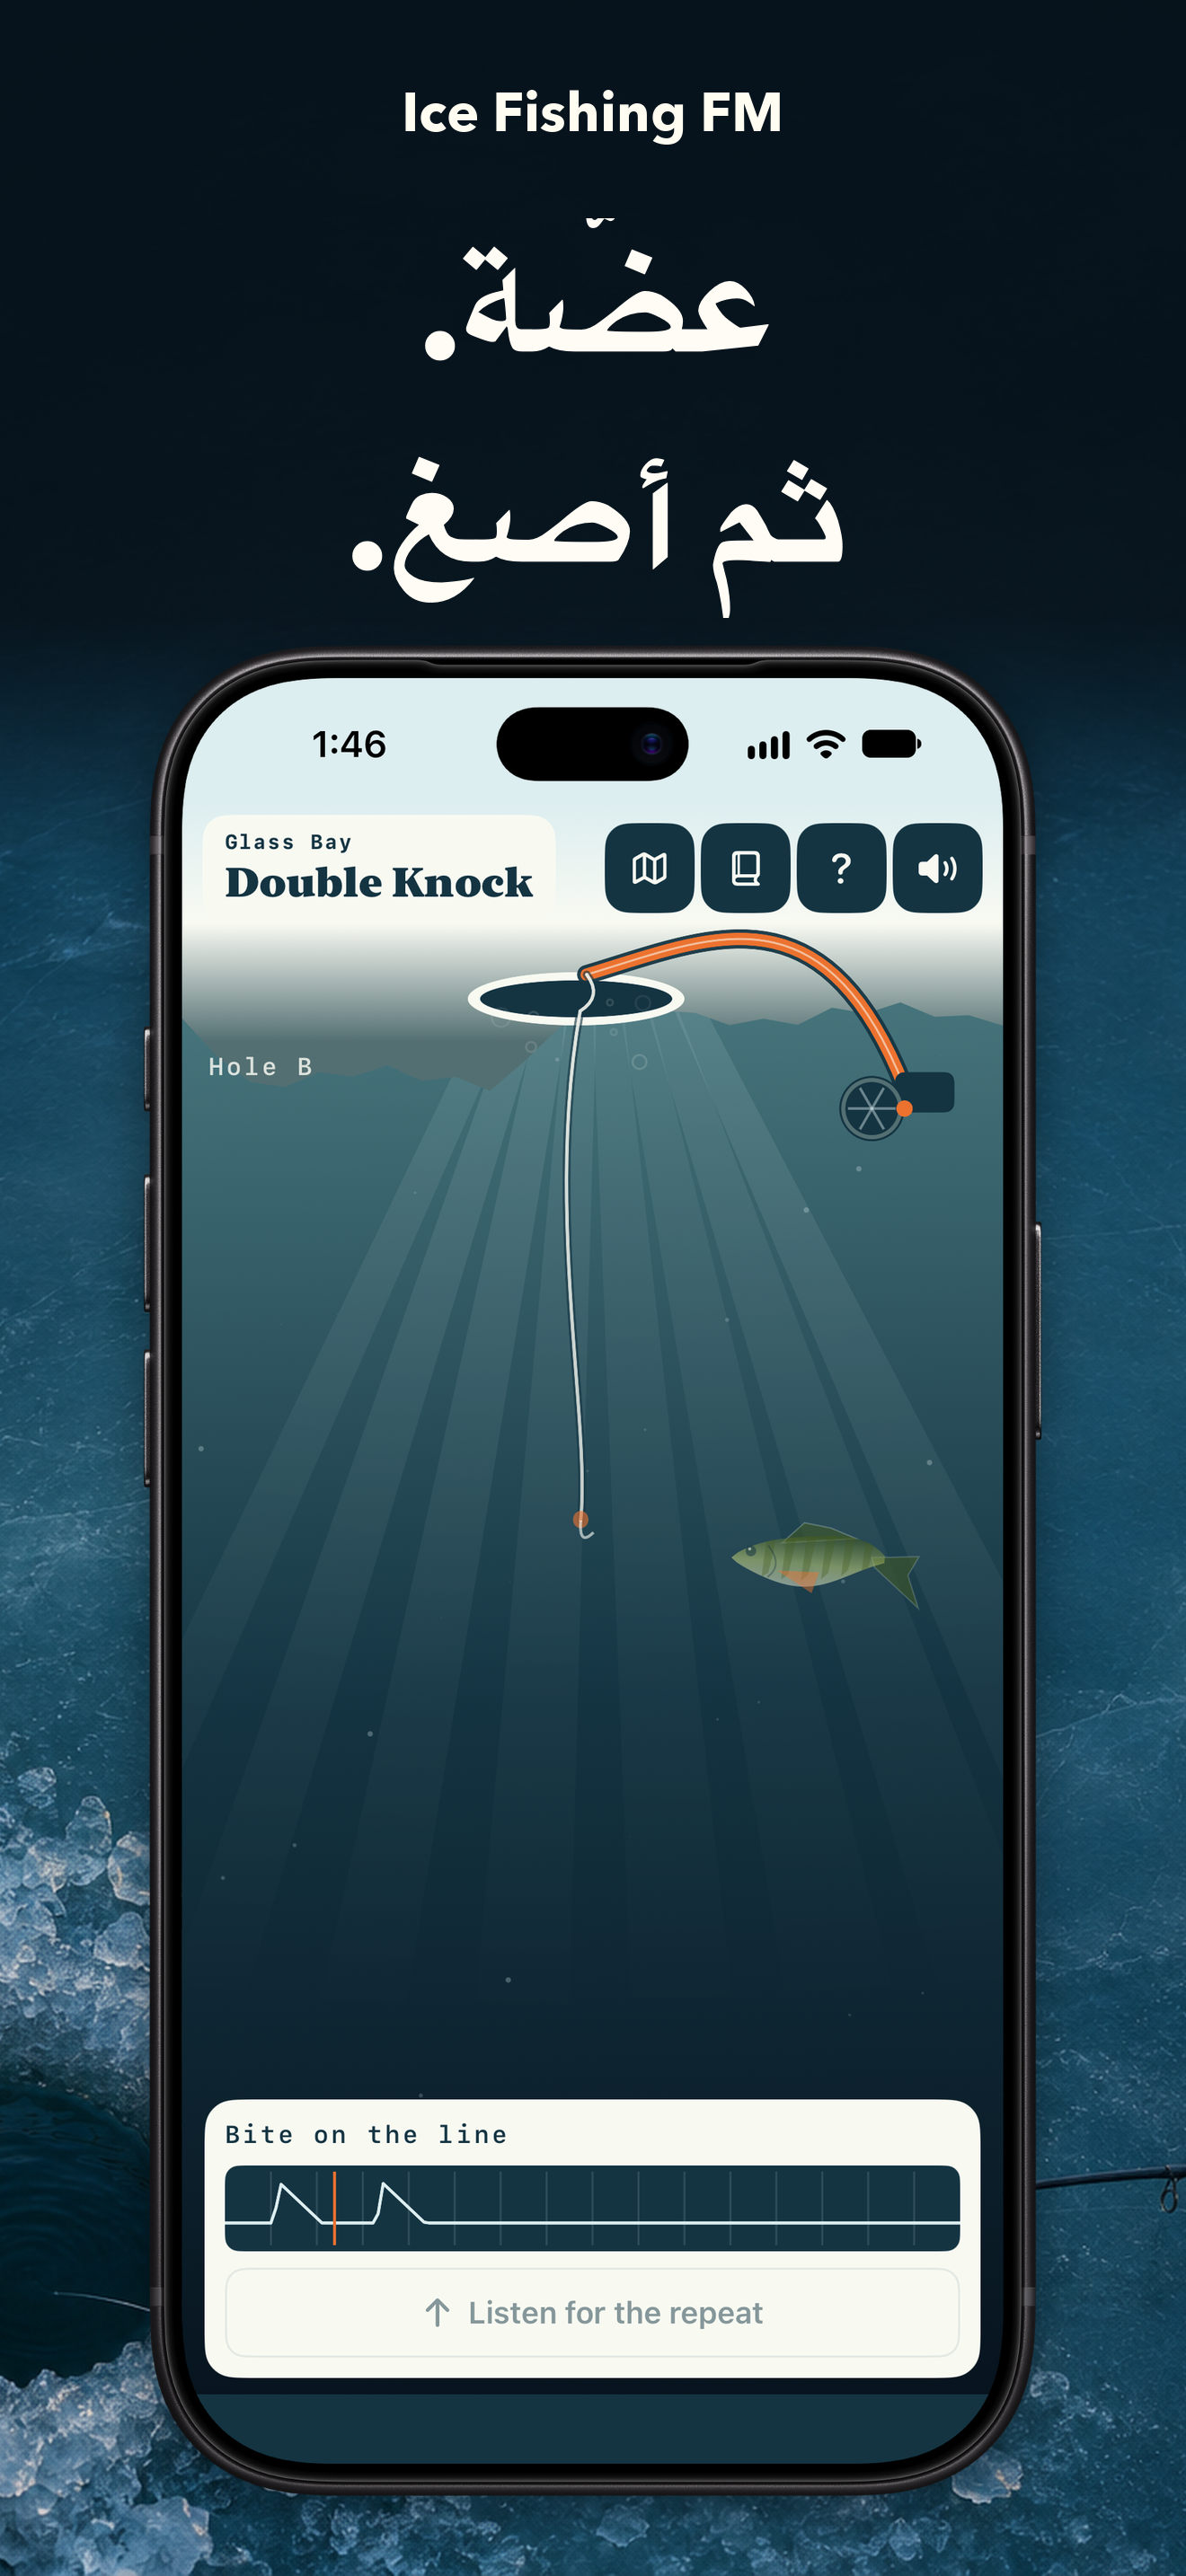 Ice Fishing FM
عضّة.
ثم أصغ.
1:46
Glass Bay
Double Knock
?
Hole B
Bite on the line
↑ Listen for the repeat